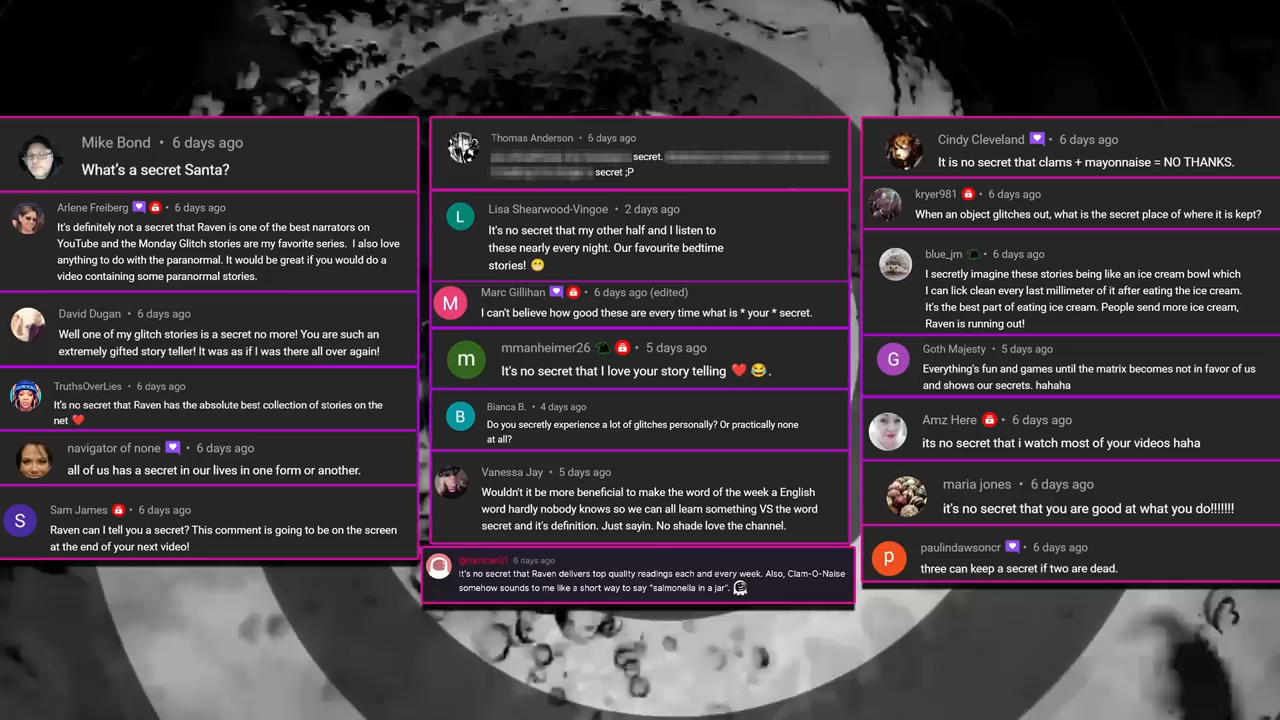 Mike Bond • 6 days ago
What's a secret Santa?
Arlene Freiberg • 6 days ago
It's definitely not a secret that Raven is one of the best narrators on
YouTube and the Monday Glitch stories are my favorite series. I also love
anything to do with the paranormal. It would be great if you would do a
video containing some paranormal stories.
David Dugan • 6 days ago
Well one of my glitch stories is a secret no more! You are such an
extremely gifted story teller! It was as if I was there all over again!
TruthsOverLies • 6 days ago
It's no secret that Raven has the absolute best collection of stories on the
net ❤️
navigator of none • 6 days ago
all of us has a secret in our lives in one form or another.
S
Sam James • 6 days ago
Raven can I tell you a secret? This comment is going to be on the screen
at the end of your next video!
Thomas Anderson • 6 days ago
secret.
secret ;P
L
Lisa Shearwood-Vingoe • 2 days ago
It's no secret that my other half and I listen to
these nearly every night. Our favourite bedtime
stories! 😁
M
Marc Gillihan • 6 days ago (edited)
I can't believe how good these are every time what is * your * secret.
m
mmanheimer26 • 5 days ago
It's no secret that I love your story telling ❤️ 😂 .
B
Bianca B. • 4 days ago
Do you secretly experience a lot of glitches personally? Or practically none
at all?
Vanessa Jay • 5 days ago
Wouldn't it be more beneficial to make the word of the week a English
word hardly nobody knows so we can all learn something VS the word
secret and it's definition. Just sayin. No shade love the channel.
6 days ago
It's no secret that Raven delivers top quality readings each and every week. Also, Clam-O-Naise
somehow sounds to me like a short way to say "salmonella in a jar".
Cindy Cleveland • 6 days ago
It is no secret that clams + mayonnaise = NO THANKS.
kryer981 • 6 days ago
When an object glitches out, what is the secret place of where it is kept?
blue_jm • 6 days ago
I secretly imagine these stories being like an ice cream bowl which
I can lick clean every last millimeter of it after eating the ice cream.
It's the best part of eating ice cream. People send more ice cream,
Raven is running out!
G
Goth Majesty • 5 days ago
Everything's fun and games until the matrix becomes not in favor of us
and shows our secrets. hahaha
Amz Here • 6 days ago
its no secret that i watch most of your videos haha
maria jones • 6 days ago
it's no secret that you are good at what you do!!!!!!!
p
paulindawsoncr • 6 days ago
three can keep a secret if two are dead.